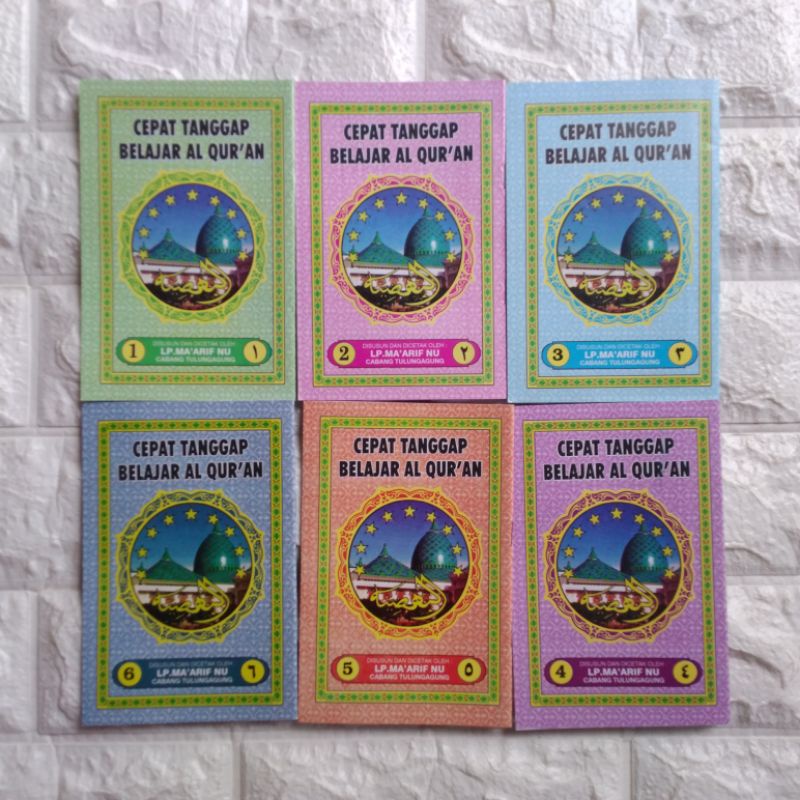 CEPAT TANGGAP
BELAJAR AL QUR'AN
1
DISUSUN DAN DICETAK OLEH :
LP.MA'ARIF NU
CABANG TULUNGAGUNG
١
CEPAT TANGGAP
BELAJAR AL QUR'AN
2
DISUSUN DAN DICETAK OLEH :
LP.MA'ARIF NU
CABANG TULUNGAGUNG
٢
CEPAT TANGGAP
BELAJAR AL QUR'AN
3
DISUSUN DAN DICETAK OLEH :
LP.MA'ARIF NU
CABANG TULUNGAGUNG
٣
CEPAT TANGGAP
BELAJAR AL QUR'AN
6
DISUSUN DAN DICETAK OLEH :
LP.MA'ARIF NU
CABANG TULUNGAGUNG
٦
CEPAT TANGGAP
BELAJAR AL QUR'AN
5
DISUSUN DAN DICETAK OLEH :
LP.MA'ARIF NU
CABANG TULUNGAGUNG
٥
CEPAT TANGGAP
BELAJAR AL QUR'AN
4
DISUSUN DAN DICETAK OLEH :
LP.MA'ARIF NU
CABANG TULUNGAGUNG
٤